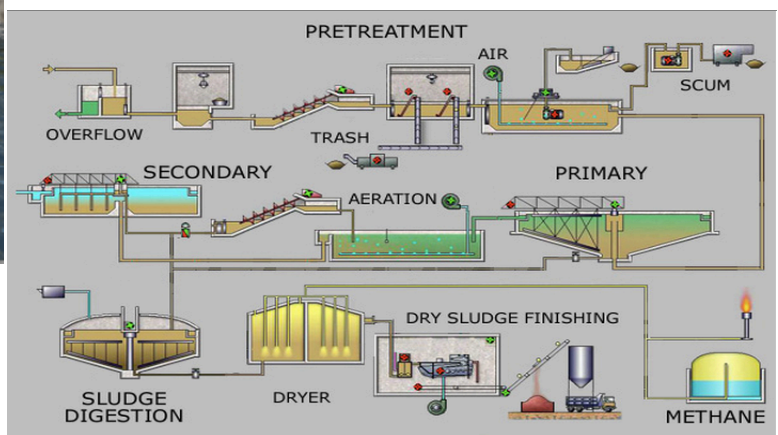 PRETREATMENT
AIR
SCUM
OVERFLOW
TRASH
SECONDARY
PRIMARY
AERATION
DRY SLUDGE FINISHING
SLUDGE
DIGESTION
DRYER
METHANE